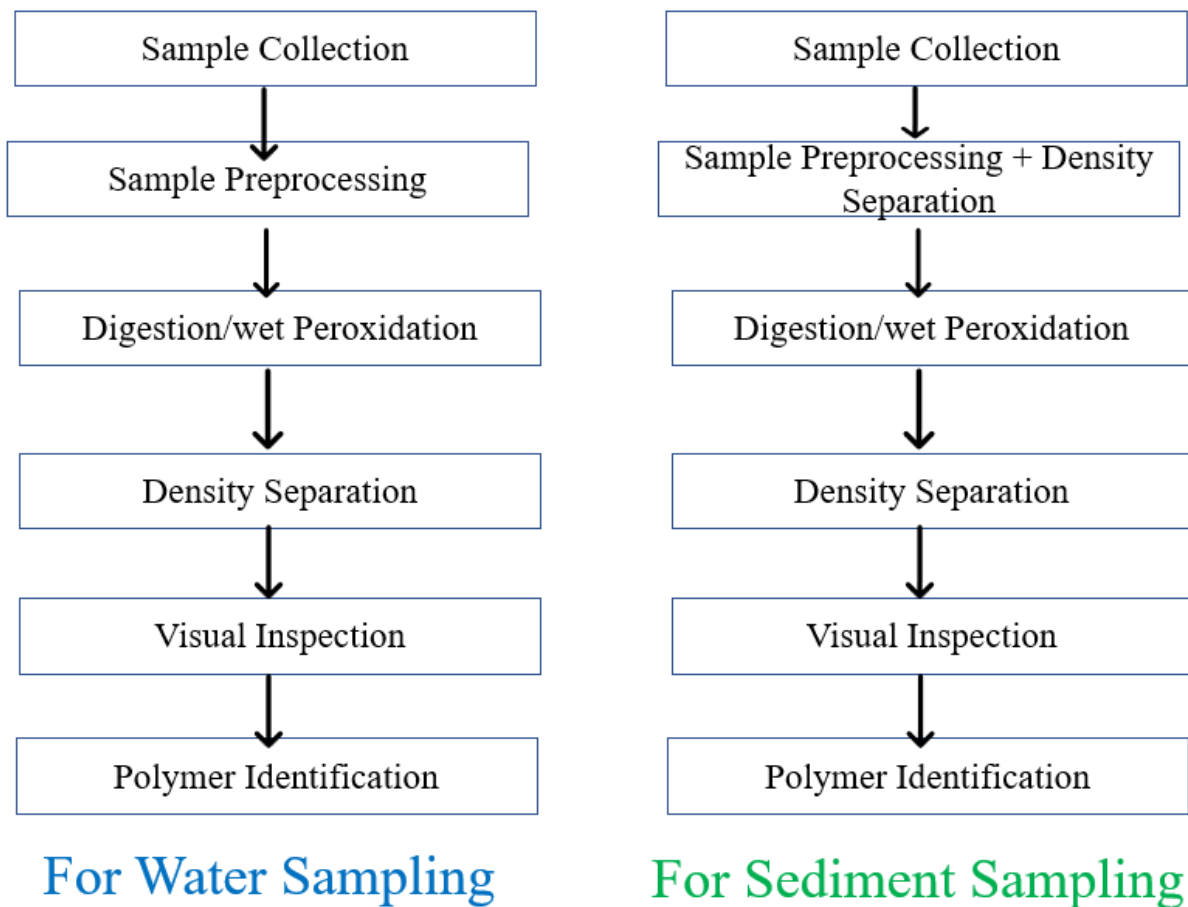 Sample Collection
Sample Preprocessing
Digestion/wet Peroxidation
Density Separation
Visual Inspection
Polymer Identification
For Water Sampling
Sample Collection
Sample Preprocessing + Density
Separation
Digestion/wet Peroxidation
Density Separation
Visual Inspection
Polymer Identification
For Sediment Sampling